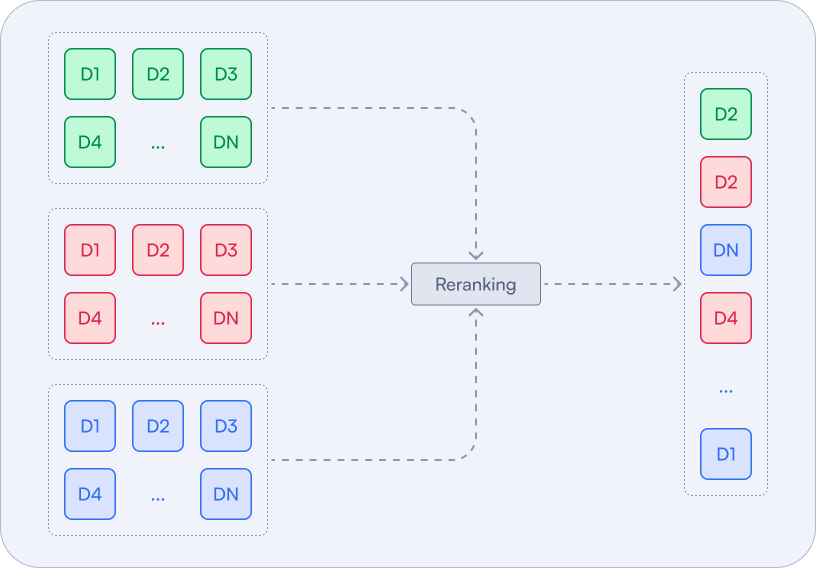 D1 D2 D3
D4 ... DN
D1 D2 D3
D4 ... DN
D1 D2 D3
D4 ... DN
Reranking
D2
D2
DN
D4
...
D1